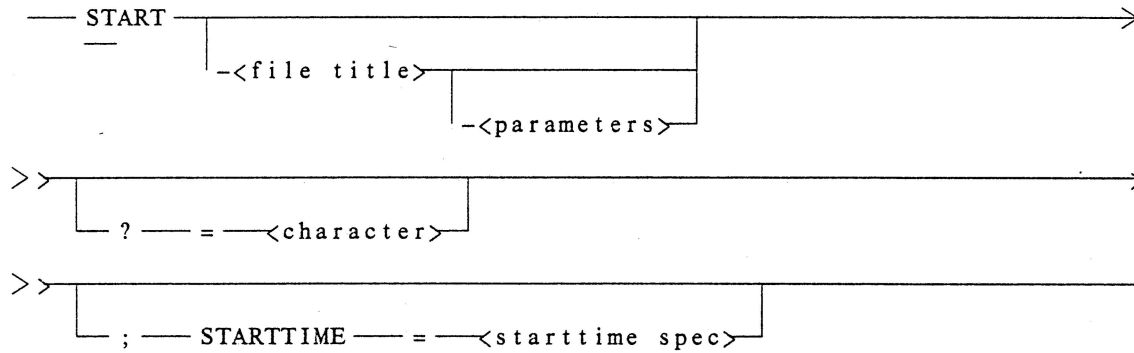 START
<file title>
<parameters>
? = <character>
; STARTTIME = <starttime spec>